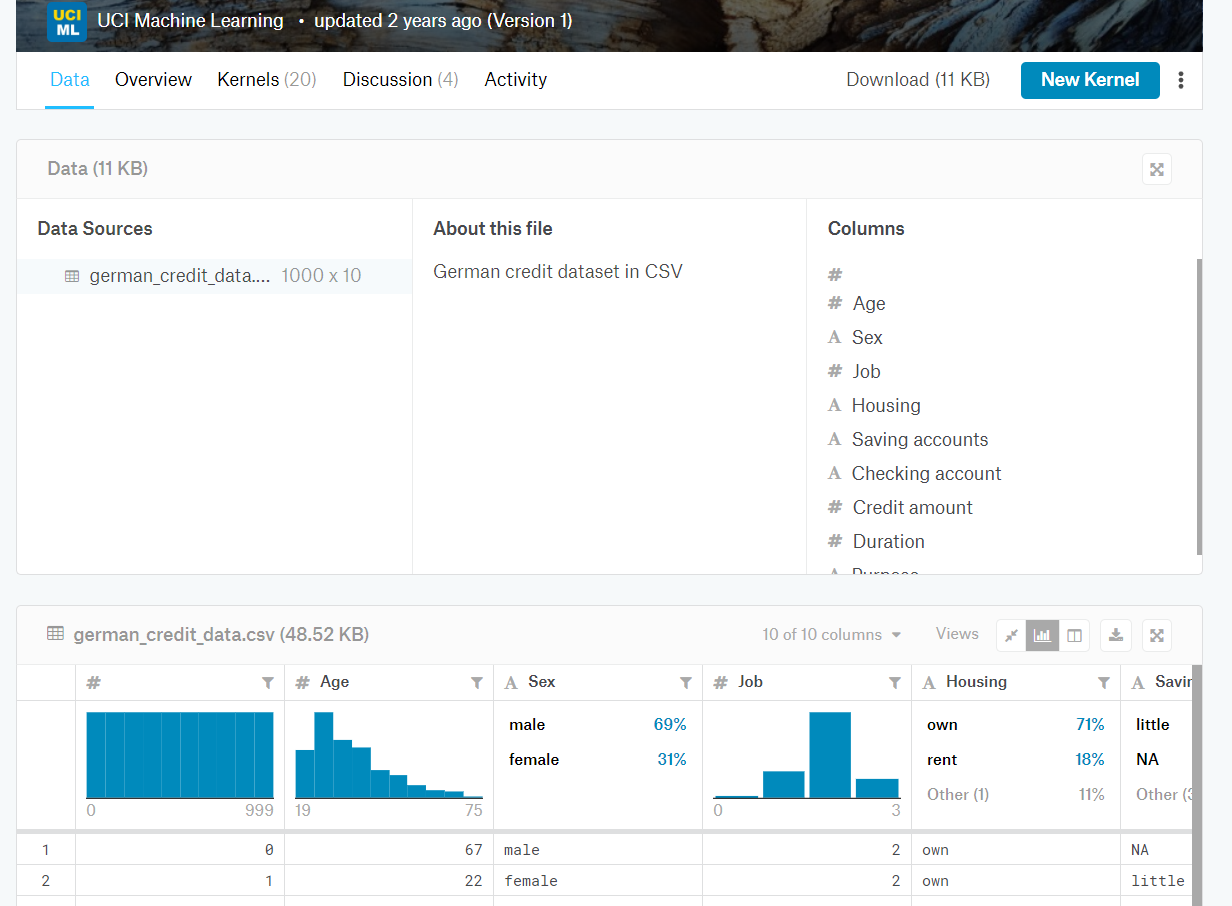 UCI
ML
UCI Machine Learning • updated 2 years ago (Version 1)
Data Overview Kernels (20) Discussion (4) Activity Download (11 KB) New Kernel
Data (11 KB)
Data Sources
german_credit_data.... 1000 x 10
About this file
German credit dataset in CSV
Columns
#
# Age
A Sex
# Job
A Housing
A Saving accounts
A Checking account
# Credit amount
# Duration
A Purpose
german_credit_data.csv (48.52 KB) 10 of 10 columns Views
# # Age A Sex # Job A Housing A Savin
male 69% own 71% little
female 31% rent 18% NA
0 999 19 75 0 3 Other (1) 11% Other (3
1 0 67 male 2 own NA
2 1 22 female 2 own little